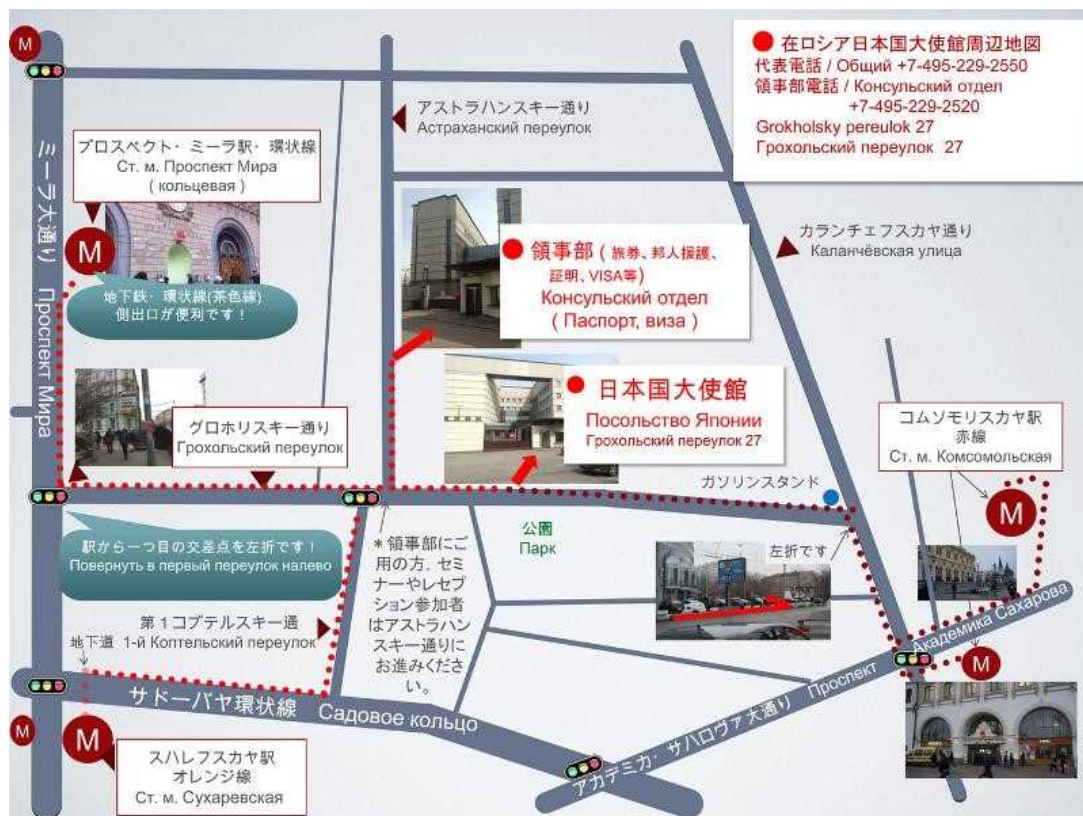 M
● 在ロシア日本国大使館周辺地図
代表電話 / Общий +7-495-229-2550
領事部電話 / Консульский отдел
+7-495-229-2520
Grokholsky pereulok 27
Грохольский переулок 27
アストラハンスキー通り
Астраханский переулок
プロスペクト・ミーラ駅・環状線
Ст. м. Проспект Мира
( кольцевая )
M
地下鉄・環状線(茶色線)
側出口が便利です！
ミーラ大通り Проспект Мира
● 領事部 ( 旅券、邦人援護、
証明、VISA等)
Консульский отдел
( Паспорт, виза )
カランチェフスカヤ通り
Каланчёвская улица
● 日本国大使館
Посольство Японии
Грохольский переулок 27
グロホリスキー通り
Грохольский переулок
コムソモリスカヤ駅
赤線
Ст. м. Комсомольская
M
ガソリンスタンド
公園
Парк
左折です
駅から一つ目の交差点を左折です！
Повернуть в первый переулок налево
＊領事部にご
用の方，セミ
ナーやレセプ
ション参加者
はアストラハン
スキー通りに
お進みくださ
い。
第１コプテルスキー通
1-й Коптельский переулок
地下道
サドーバヤ環状線 Садовое кольцо
アカデミカ・サハロヴァ大通り Проспект Академика Сахарова
M
M
M
スハレフスカヤ駅
オレンジ線
Ст. м. Сухаревская